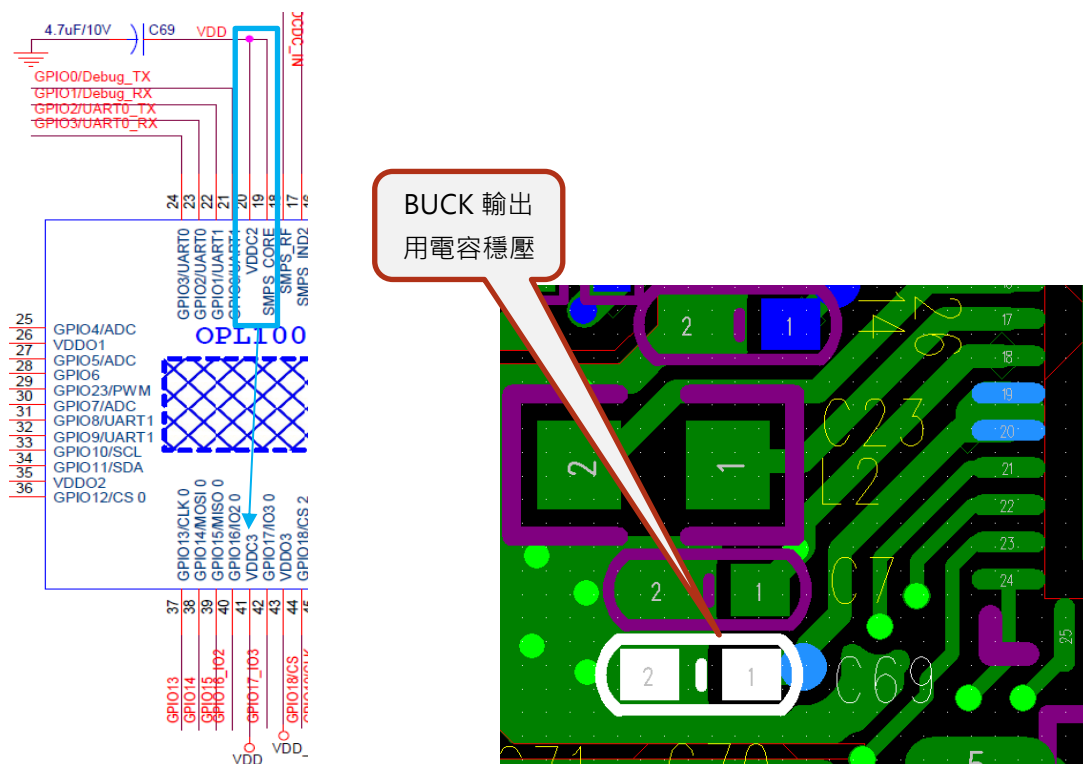 4.7uF/10V
C69
VDD
DCDC_IN
GPIO0/Debug_TX
GPIO1/Debug_RX
GPIO2/UART0_TX
GPIO3/UART0_RX
24
23
22
21
20
19
18
17
GPIO3/UART0
GPIO2/UART0
GPIO1/UART1
GPIO0/UART1
VDDC2
SMPS_CORE
SMPS_RF
SMPS_IND2
OPL100
25
26
27
28
29
30
31
32
33
34
35
36
GPIO4/ADC
VDDO1
GPIO5/ADC
GPIO6
GPIO23/PWM
GPIO7/ADC
GPIO8/UART1
GPIO9/UART1
GPIO10/SCL
GPIO11/SDA
VDDO2
GPIO12/CS 0
GPIO13/CLK 0
GPIO14/MOSI 0
GPIO15/MISO 0
GPIO16/IO2 0
VDDC3
GPIO17/IO3 0
VDDO3
GPIO18/CS 2
37
38
39
40
41
42
43
44
GPIO13
GPIO14
GPIO15
GPIO16_IO2
GPIO17_IO3
GPIO18/CS
VDD
VDD_
BUCK 輸出
用電容穩壓
2
1
17
18
19
20
21
22
23
24
25
2
1
C23
L2
2
1
C7
2
1
C69
C71
C70
5